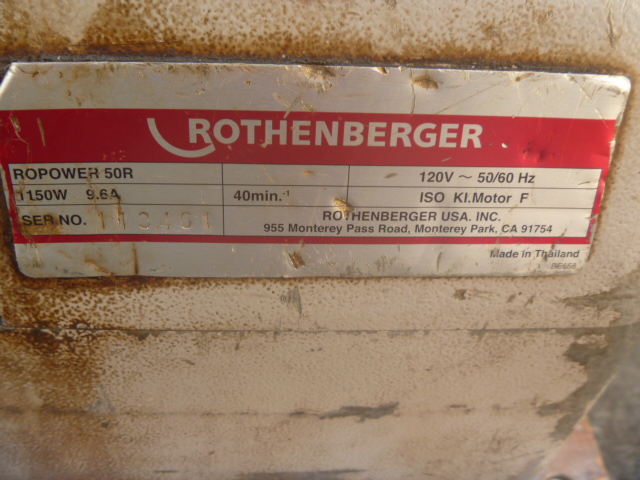 ROTHENBERGER
ROPOWER 50R 120V ~ 50/60 Hz
1150W 9.6A 40min.⁻¹ ISO Kl.Motor F
SER NO. 113401 ROTHENBERGER USA. INC.
955 Monterey Pass Road, Monterey Park, CA 91754
Made in Thailand